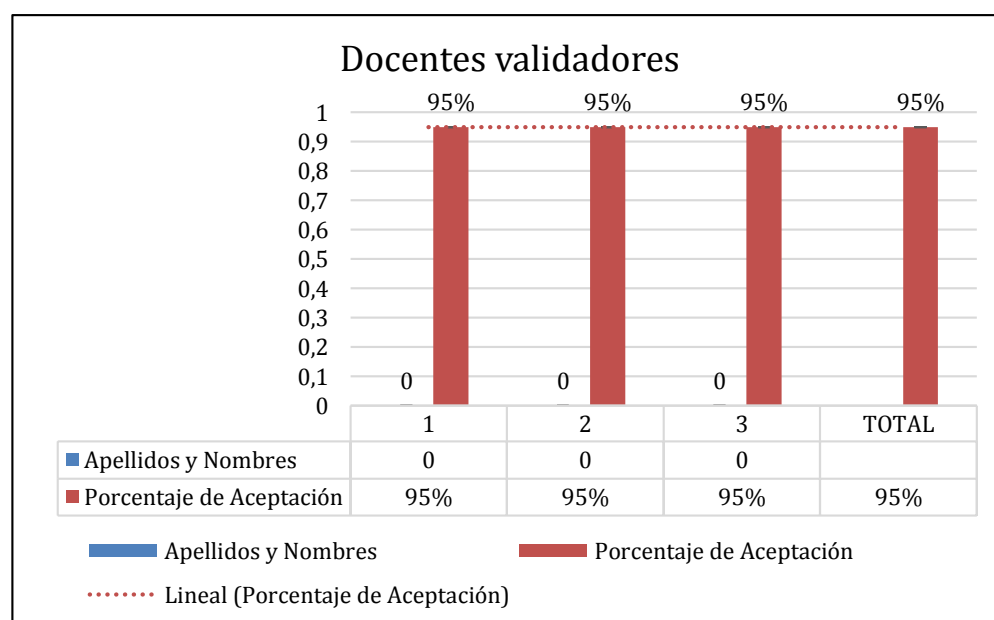 Docentes validadores
95% 95% 95% 95%
1
0,9
0,8
0,7
0,6
0,5
0,4
0,3
0,2
0,1
0
0 0 0
1 2 3 TOTAL
Apellidos y Nombres 0 0 0
Porcentaje de Aceptación 95% 95% 95% 95%
Apellidos y Nombres Porcentaje de Aceptación
Lineal (Porcentaje de Aceptación)